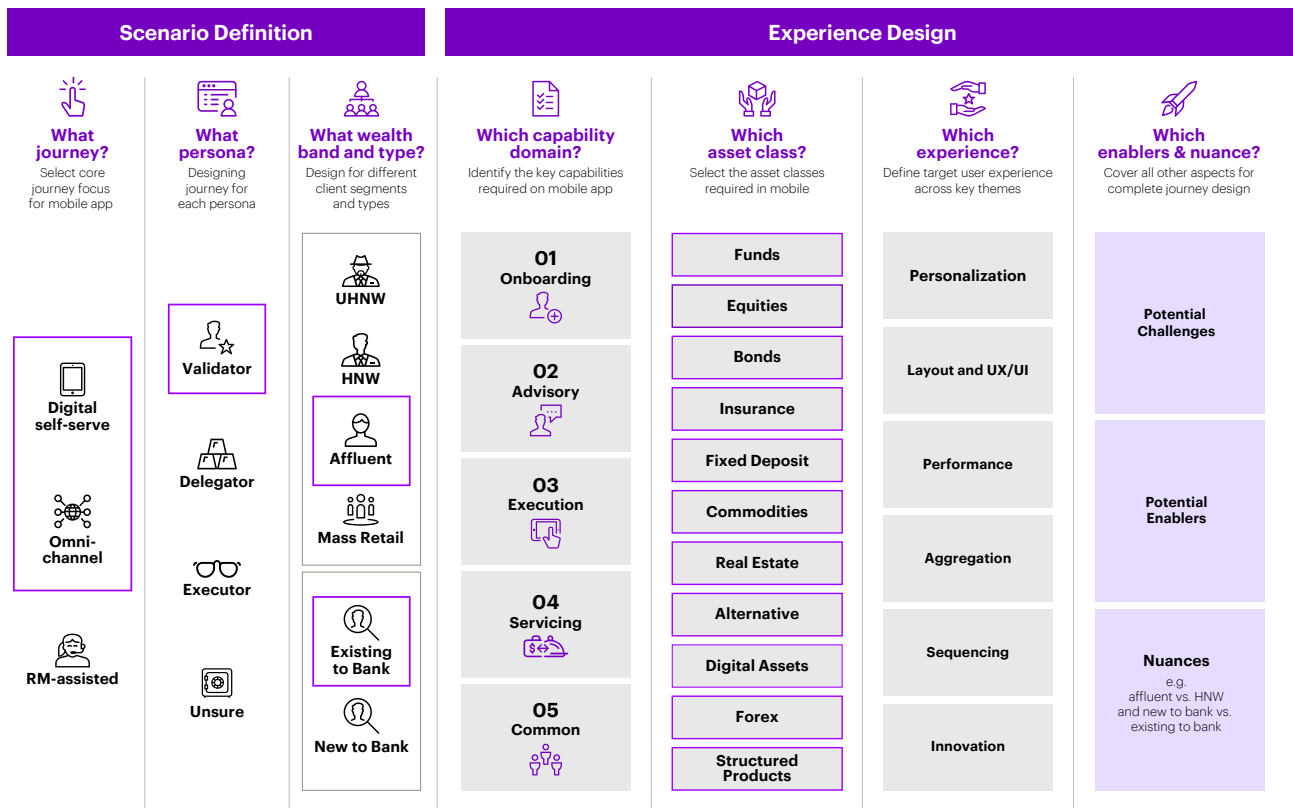 Scenario Definition
Experience Design
What
journey?
Select core
journey focus
for mobile app
What
persona?
Designing
journey for
each persona
What wealth
band and type?
Design for different
client segments
and types
Which capability
domain?
Identify the key capabilities
required on mobile app
Which
asset class?
Select the asset classes
required in mobile
Which
experience?
Define target user experience
across key themes
Which
enablers & nuance?
Cover all other aspects for
complete journey design
Digital
self-serve
Omni-
channel
RM-assisted
Validator
Delegator
Executor
Unsure
UHNW
HNW
Affluent
Mass Retail
Existing
to Bank
New to Bank
01
Onboarding
02
Advisory
03
Execution
04
Servicing
05
Common
Funds
Equities
Bonds
Insurance
Fixed Deposit
Commodities
Real Estate
Alternative
Digital Assets
Forex
Structured
Products
Personalization
Layout and UX/UI
Performance
Aggregation
Sequencing
Innovation
Potential
Challenges
Potential
Enablers
Nuances
e.g.
affluent vs. HNW
and new to bank vs.
existing to bank